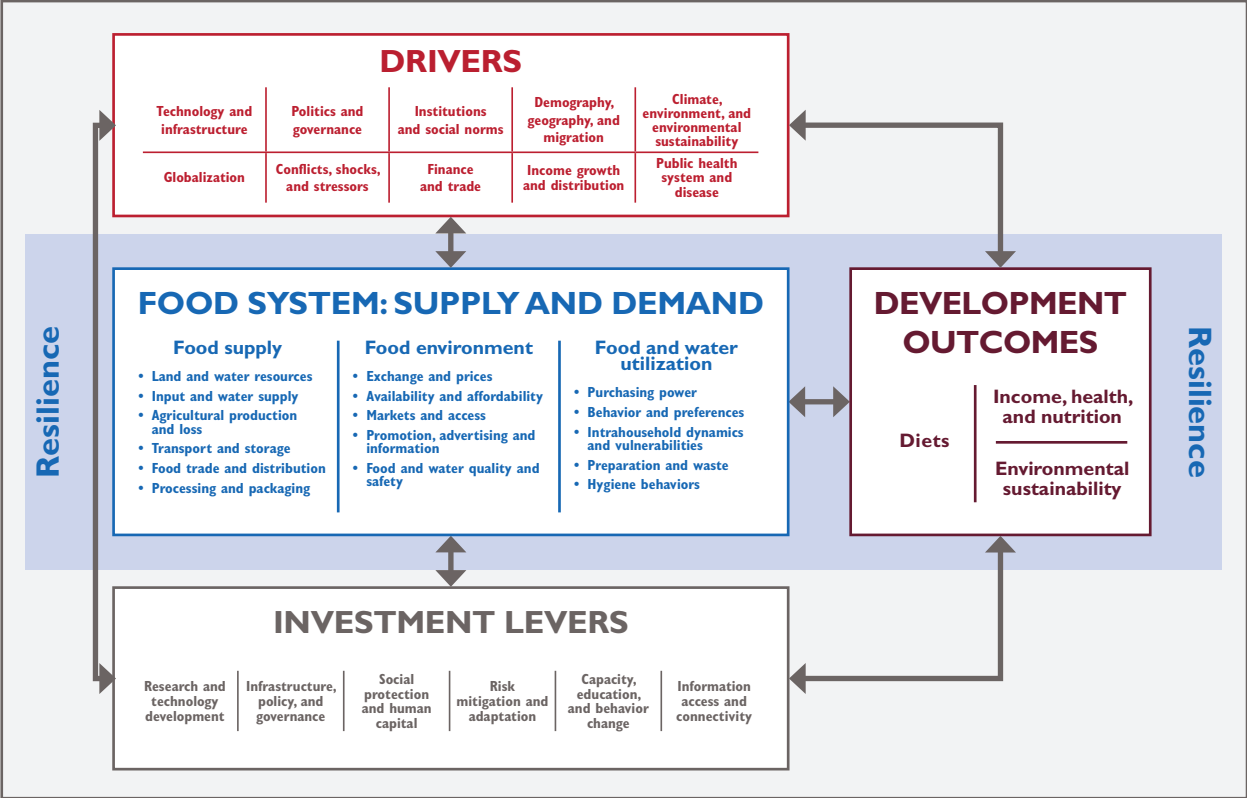 DRIVERS
Technology and
infrastructure
Politics and
governance
Institutions
and social norms
Demography,
geography, and
migration
Climate,
environment, and
environmental
sustainability
Globalization
Conflicts, shocks,
and stressors
Finance
and trade
Income growth
and distribution
Public health
system and
disease
Resilience
FOOD SYSTEM: SUPPLY AND DEMAND
Food supply
• Land and water resources
• Input and water supply
• Agricultural production
and loss
• Transport and storage
• Food trade and distribution
• Processing and packaging
Food environment
• Exchange and prices
• Availability and affordability
• Markets and access
• Promotion, advertising and
information
• Food and water quality and
safety
Food and water
utilization
• Purchasing power
• Behavior and preferences
• Intrahousehold dynamics
and vulnerabilities
• Preparation and waste
• Hygiene behaviors
DEVELOPMENT
OUTCOMES
Diets
Income, health,
and nutrition
Environmental
sustainability
Resilience
INVESTMENT LEVERS
Research and
technology
development
Infrastructure,
policy, and
governance
Social
protection
and human
capital
Risk
mitigation and
adaptation
Capacity,
education,
and behavior
change
Information
access and
connectivity